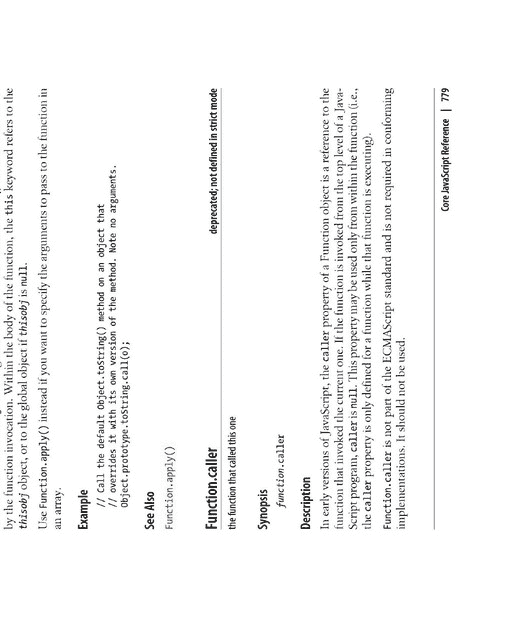 by the function invocation. Within the body of the function, the this keyword refers to the
thisobj object, or to the global object if thisobj is null.
Use Function.apply() instead if you want to specify the arguments to pass to the function in
an array.
Example
// Call the default Object.toString() method on an object that
// overrides it with its own version of the method. Note no arguments.
Object.prototype.toString.call(o);
See Also
Function.apply()
Function.caller deprecated; not defined in strict mode
the function that called this one
Synopsis
function.caller
Description
In early versions of JavaScript, the caller property of a Function object is a reference to the
function that invoked the current one. If the function is invoked from the top level of a Java-
Script program, caller is null. This property may be used only from within the function (i.e.,
the caller property is only defined for a function while that function is executing).
Function.caller is not part of the ECMAScript standard and is not required in conforming
implementations. It should not be used.
Core JavaScript Reference | 779